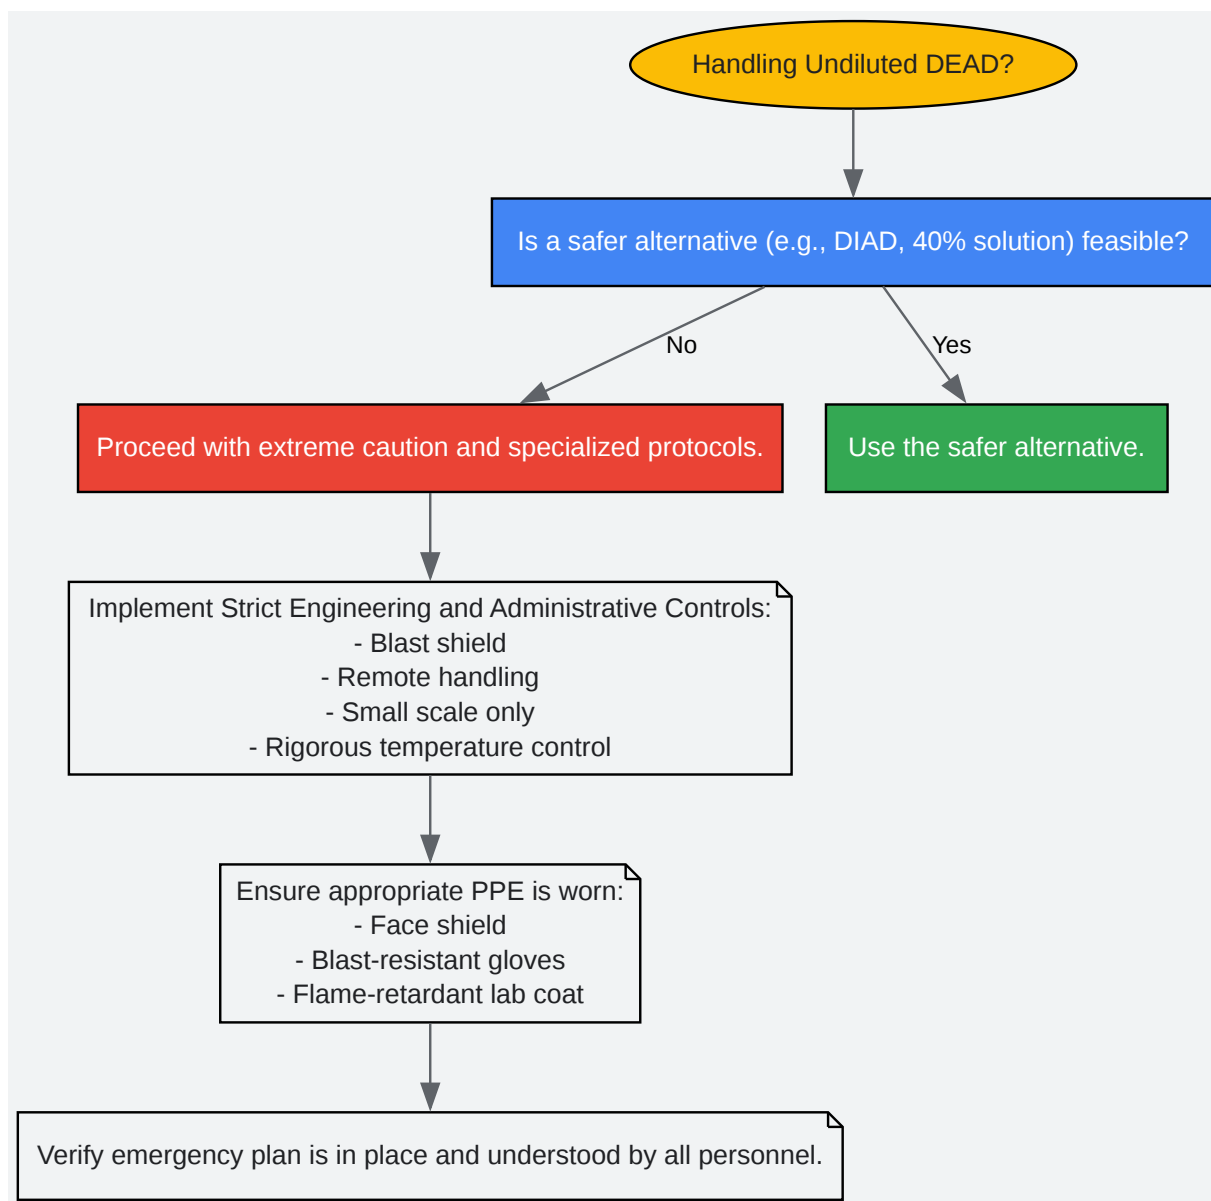 Handling Undiluted DEAD?
Is a safer alternative (e.g., DIAD, 40% solution) feasible?
No
Yes
Proceed with extreme caution and specialized protocols.
Use the safer alternative.
Implement Strict Engineering and Administrative Controls:
- Blast shield
- Remote handling
- Small scale only
- Rigorous temperature control
Ensure appropriate PPE is worn:
- Face shield
- Blast-resistant gloves
- Flame-retardant lab coat
Verify emergency plan is in place and understood by all personnel.